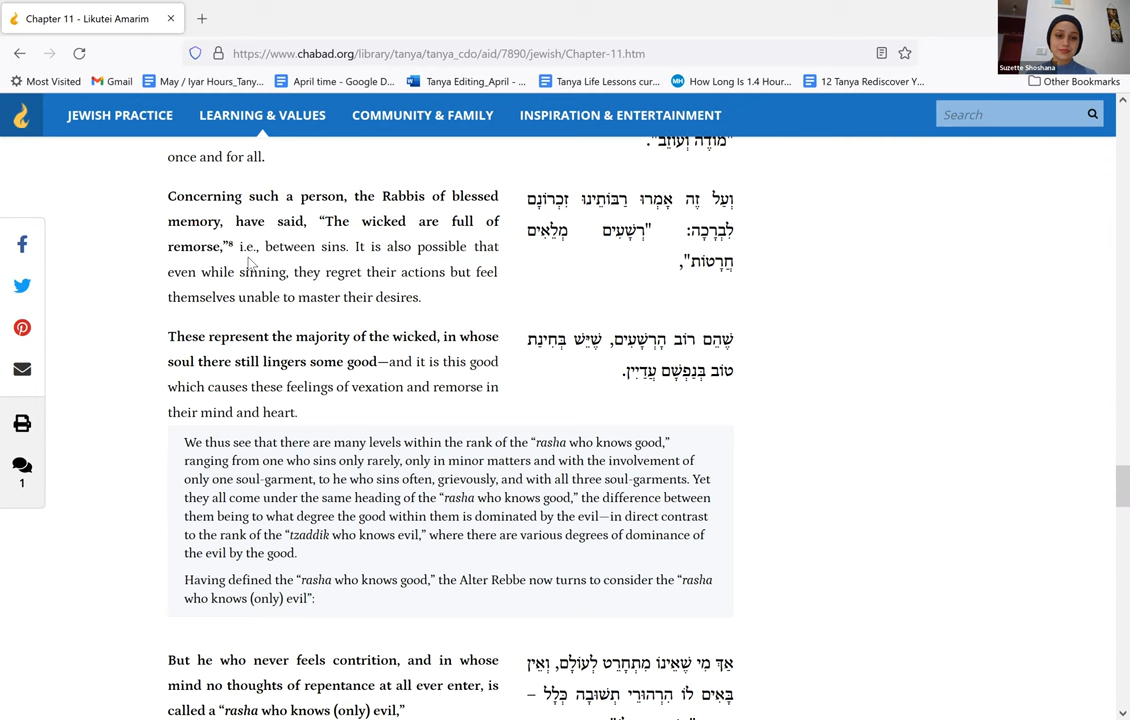 Chapter 11 - Likutei Amarim
https://www.chabad.org/library/tanya/tanya_cdo/aid/7890/jewish/Chapter-11.htm
Suzette Shoshana
Most Visited Gmail May / Iyar Hours_Tany... April time - Google D... Tanya Editing_April - ... Tanya Life Lessons cur... MH How Long Is 1.4 Hour... 12 Tanya Rediscover Y... Other Bookmarks
JEWISH PRACTICE LEARNING & VALUES COMMUNITY & FAMILY INSPIRATION & ENTERTAINMENT Search
once and for all.
"מוֹדֶה וְעוֹזֵב".
Concerning such a person, the Rabbis of blessed
memory, have said, “The wicked are full of
remorse,”⁸ i.e., between sins. It is also possible that
even while sinning, they regret their actions but feel
themselves unable to master their desires.
וְעַל זֶה אָמְרוּ רַבּוֹתֵינוּ זִכְרוֹנָם
לִבְרָכָה: "רְשָׁעִים מְלֵאִים
חֲרָטוֹת",
These represent the majority of the wicked, in whose
soul there still lingers some good—and it is this good
which causes these feelings of vexation and remorse in
their mind and heart.
שֶׁהֵם רוֹב הָרְשָׁעִים, שֶׁיֵּשׁ בְּחִינַת
טוֹב בְּנַפְשָׁם עֲדַיִין.
We thus see that there are many levels within the rank of the “rasha who knows good,”
ranging from one who sins only rarely, only in minor matters and with the involvement of
only one soul-garment, to he who sins often, grievously, and with all three soul-garments. Yet
they all come under the same heading of the “rasha who knows good,” the difference between
them being to what degree the good within them is dominated by the evil—in direct contrast
to the rank of the “tzaddik who knows evil,” where there are various degrees of dominance of
the evil by the good.
Having defined the “rasha who knows good,” the Alter Rebbe now turns to consider the “rasha
who knows (only) evil”:
But he who never feels contrition, and in whose
mind no thoughts of repentance at all ever enter, is
called a “rasha who knows (only) evil,”
אַךְ מִי שֶׁאֵינוֹ מִתְחָרֵט לְעוֹלָם, וְאֵין
בָּאִים לוֹ הִרְהוּרֵי תְשׁוּבָה כְּלָל –
1